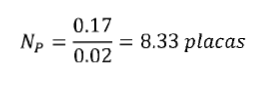 N_P = 0.17 / 0.02 = 8.33 placas